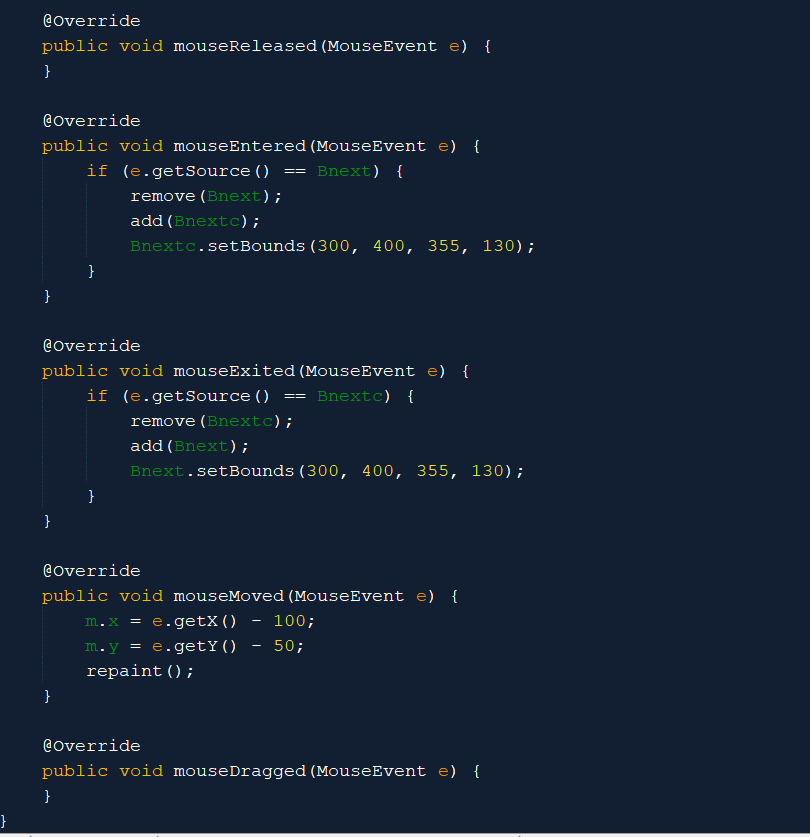 @Override
public void mouseReleased(MouseEvent e) {
}
@Override
public void mouseEntered(MouseEvent e) {
if (e.getSource() == Bnext) {
remove(Bnext);
add(Bnextc);
Bnextc.setBounds(300, 400, 355, 130);
}
}
@Override
public void mouseExited(MouseEvent e) {
if (e.getSource() == Bnextc) {
remove(Bnextc);
add(Bnext);
Bnext.setBounds(300, 400, 355, 130);
}
}
@Override
public void mouseMoved(MouseEvent e) {
m.x = e.getX() - 100;
m.y = e.getY() - 50;
repaint();
}
@Override
public void mouseDragged(MouseEvent e) {
}
}